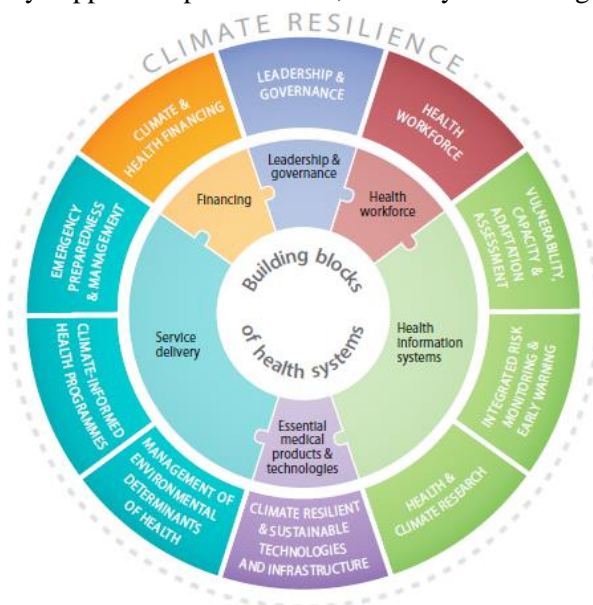 CLIMATE RESILIENCE
LEADERSHIP &
GOVERNANCE
HEALTH
WORKFORCE
VULNERABILITY,
CAPACITY &
ADAPTATION
ASSESSMENT
INTEGRATED RISK
MONITORING &
EARLY WARNING
HEALTH &
CLIMATE RESEARCH
CLIMATE RESILIENT
& SUSTAINABLE
TECHNOLOGIES
AND INFRASTRUCTURE
MANAGEMENT OF
ENVIRONMENTAL
DETERMINANTS
OF HEALTH
CLIMATE-INFORMED
HEALTH PROGRAMMES
EMERGENCY
PREPAREDNESS
& MANAGEMENT
CLIMATE &
HEALTH FINANCING
Leadership &
governance
Health
workforce
Health
information
systems
Essential
medical
products &
technologies
Service
delivery
Financing
Building blocks
of health systems